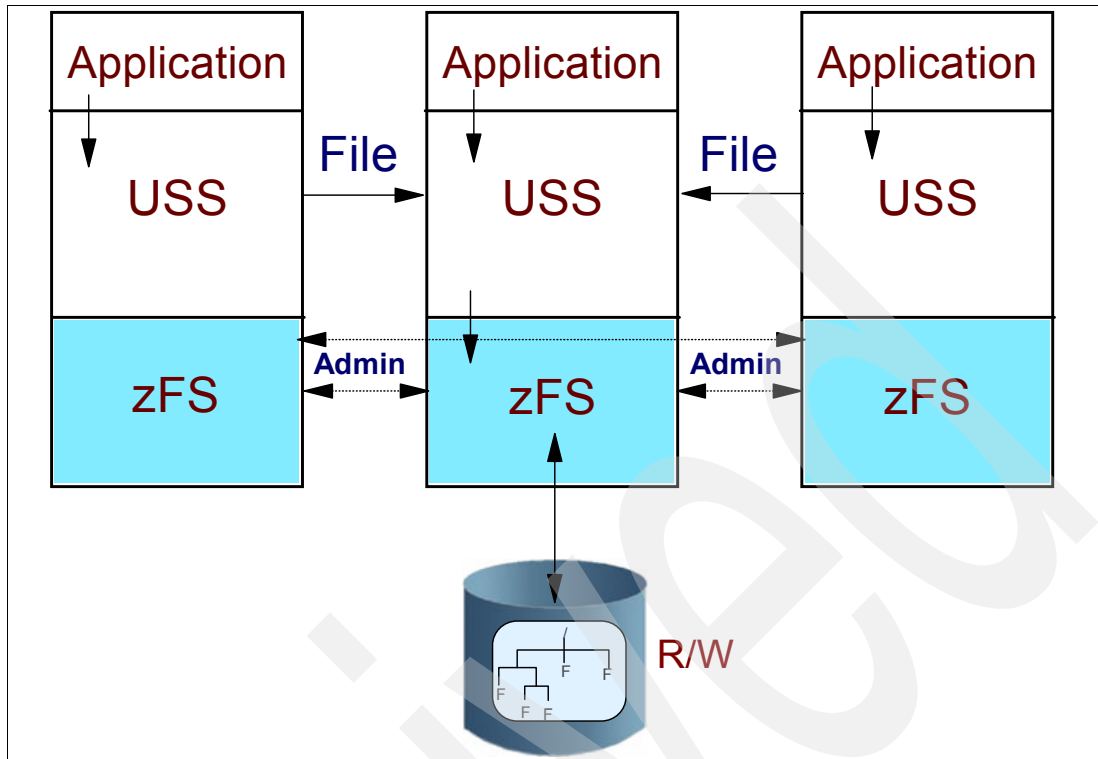 Application Application Application
File File
USS USS USS
Admin Admin
zFS zFS zFS
R/W
/
F F
F
F F